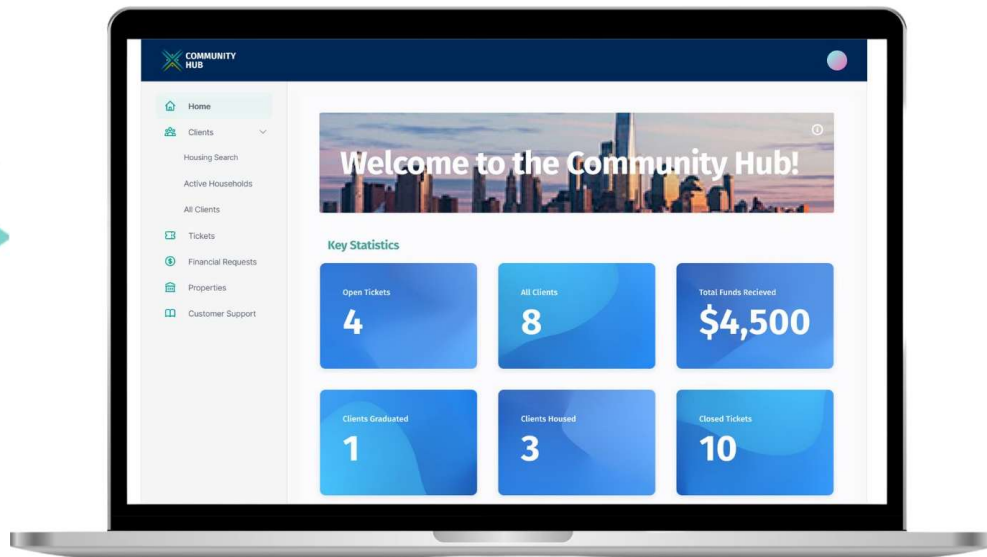 COMMUNITY
HUB
Home
Clients
Housing Search
Active Households
All Clients
Tickets
Financial Requests
Properties
Customer Support
Welcome to the Community Hub!
Key Statistics
Open Tickets
4
All Clients
8
Total Funds Recieved
$4,500
Clients Graduated
1
Clients Housed
3
Closed Tickets
10